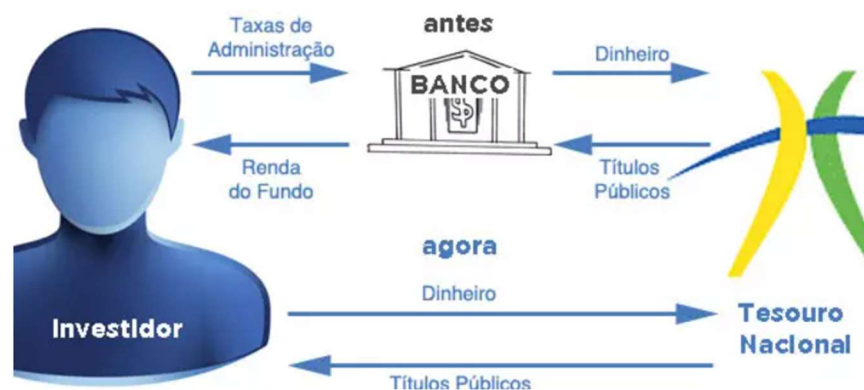 Taxas de
Administração
antes
BANCO
$
Dinheiro
Renda
do Fundo
Títulos
Públicos
agora
Dinheiro
Investidor
Tesouro
Nacional
Títulos Públicos